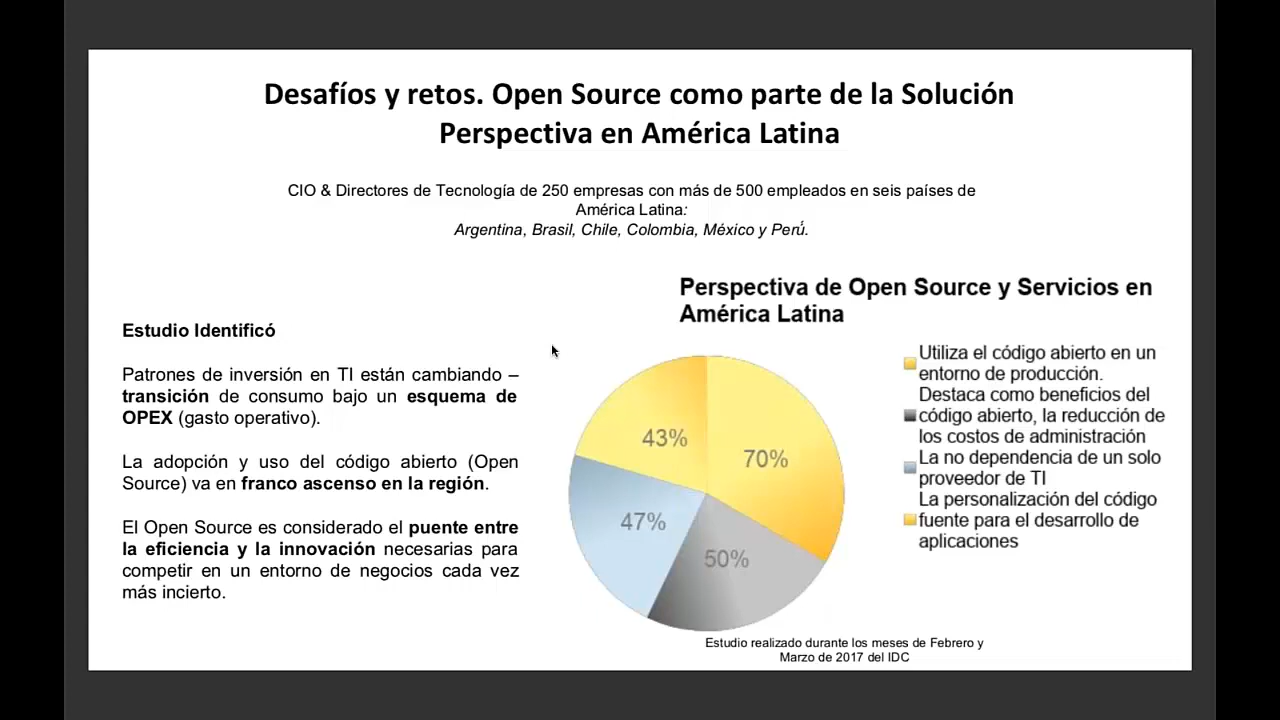 Desafíos y retos. Open Source como parte de la Solución
Perspectiva en América Latina
CIO & Directores de Tecnología de 250 empresas con más de 500 empleados en seis países de
América Latina:
Argentina, Brasil, Chile, Colombia, México y Perú.
Estudio Identificó
Patrones de inversión en TI están cambiando –
transición de consumo bajo un esquema de
OPEX (gasto operativo).
La adopción y uso del código abierto (Open
Source) va en franco ascenso en la región.
El Open Source es considerado el puente entre
la eficiencia y la innovación necesarias para
competir en un entorno de negocios cada vez
más incierto.
Perspectiva de Open Source y Servicios en
América Latina
43%
70%
47%
50%
Utiliza el código abierto en un
entorno de producción.
Destaca como beneficios del
código abierto, la reducción de
los costos de administración
La no dependencia de un solo
proveedor de TI
La personalización del código
fuente para el desarrollo de
aplicaciones
Estudio realizado durante los meses de Febrero y
Marzo de 2017 del IDC